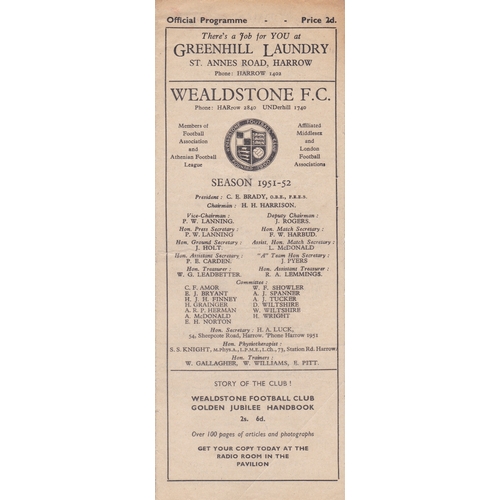 Official Programme - - Price 2d.
There's a Job for YOU at
GREENHILL LAUNDRY
ST. ANNES ROAD, HARROW
Phone: HARROW 1402
WEALDSTONE F.C.
Phone: HARrow 1840 UNDerhill 1740
Members of
Football
Association
and
Athenian Football
League
WEALDSTONE FOOTBALL CLUB
Affiliated
Middlesex
and
London
Football
Associations
SEASON 1951-52
President: C. E. BRADY, O.B.E., F.R.E.S.
Chairman: H. H. HARRISON.
Vice-Chairman: Deputy Chairman:
P. W. LANNING J. ROGERS.
Hon. Press Secretary: Hon. Match Secretary:
P. W. LANNING F. W. HARBUD.
Hon. Ground Secretary: Assist. Hon. Match Secretary:
J. HOLT. L. McDONALD
Hon. Assistant Secretary: "A" Team Hon Secretary:
P. E. CARDEN. J. PYERS
Hon. Treasurer: Hon. Assistant Treasurer:
W. G. LEADBETTER. R. A. LEMMINGS.
Committee:
C. F. AMOR W. F. SHOWLER
E. J. BRYANT A. J. SPANNER
H. J. H. FINNEY A. J. TUCKER
H. GRAINGER D. WILTSHIRE
A. R. P. HERMAN W. WILTSHIRE
A. McDONALD H. WRIGHT
E. H. NORTON
Hon. Secretary: H. A. LUCK,
54, Sheepcote Road, Harrow. 'Phone Harrow 1951
Hon. Physiotherapist:
S. S. KNIGHT, M.Phys.A., L.P.M.E., L.Ch., 73, Station Rd. Harrow.
Hon. Trainers:
W. GALLAGHER, W. WILLIAMS, E. PITT.
STORY OF THE CLUB!
WEALDSTONE FOOTBALL CLUB
GOLDEN JUBILEE HANDBOOK
2s. 6d.
Over 100 pages of articles and photographs
GET YOUR COPY TODAY AT THE
RADIO ROOM IN THE
PAVILION